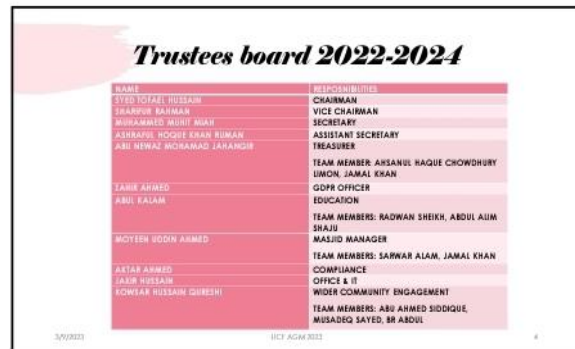 Trustees board 2022-2024
NAME RESPOSNIBILITIES
SYED TOFAEL HUSSAIN CHAIRMAN
SHARIFUR RAHMAN VICE CHAIRMAN
MUHAMMED MUHIT MIAH SECRETARY
ASHRAFUL HOQUE KHAN RUMAN ASSISTANT SECRETARY
ABU NEWAZ MOHAMAD JAHANGIR TREASURER
TEAM MEMBER: AHSANUL HAQUE CHOWDHURY
LIMON, JAMAL KHAN
ZAHIR AHMED GDPR OFFICER
ABUL KALAM EDUCATION
TEAM MEMBERS: RADWAN SHEIKH, ABDUL ALIM
SHAJU
MOYEEN UDDIN AHMED MASJID MANAGER
TEAM MEMBERS: SARWAR ALAM, JAMAL KHAN
AKTAR AHMED COMPLIANCE
JAKIR HUSSAIN OFFICE & IT
KOWSAR HUSSAIN QURESHI WIDER COMMUNITY ENGAGEMENT
TEAM MEMBERS: ABU AHMED SIDDIQUE,
MUSADEQ SAYED, BR ABDUL
AGM 2023 4